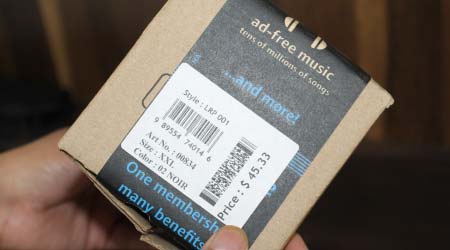 ad-free music
tens of millions of songs
...and more!
Style : LRP 001
9 89554 74014 6
Art No. : 00834
Size : XXL
Color : 02 NOIR
Price : $ 45.33
One membersh
many benefits